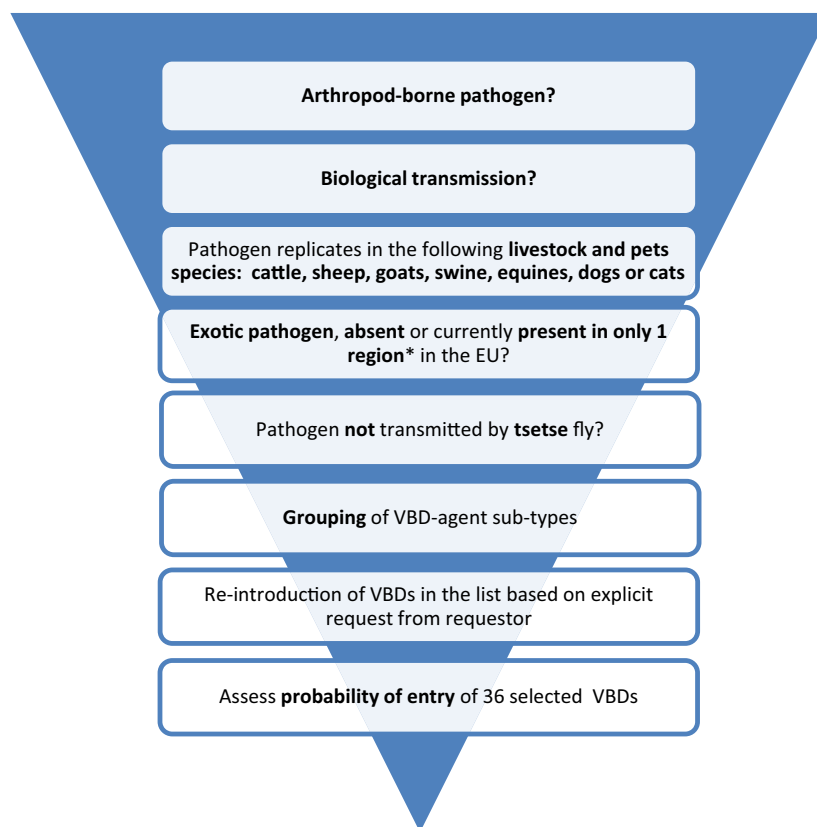 Arthropod-borne pathogen?
Biological transmission?
Pathogen replicates in the following livestock and pets
species: cattle, sheep, goats, swine, equines, dogs or cats
Exotic pathogen, absent or currently present in only 1
region* in the EU?
Pathogen not transmitted by tsetse fly?
Grouping of VBD-agent sub-types
Re-introduction of VBDs in the list based on explicit
request from requestor
Assess probability of entry of 36 selected VBDs